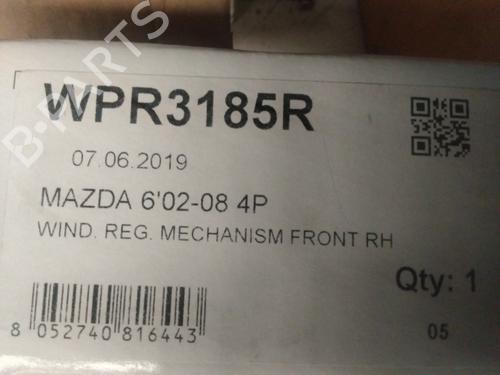 WPR3185R
07.06.2019
MAZDA 6'02-08 4P
WIND. REG. MECHANISM FRONT RH
Qty: 1
8 052740 816443
05
B-PARTS